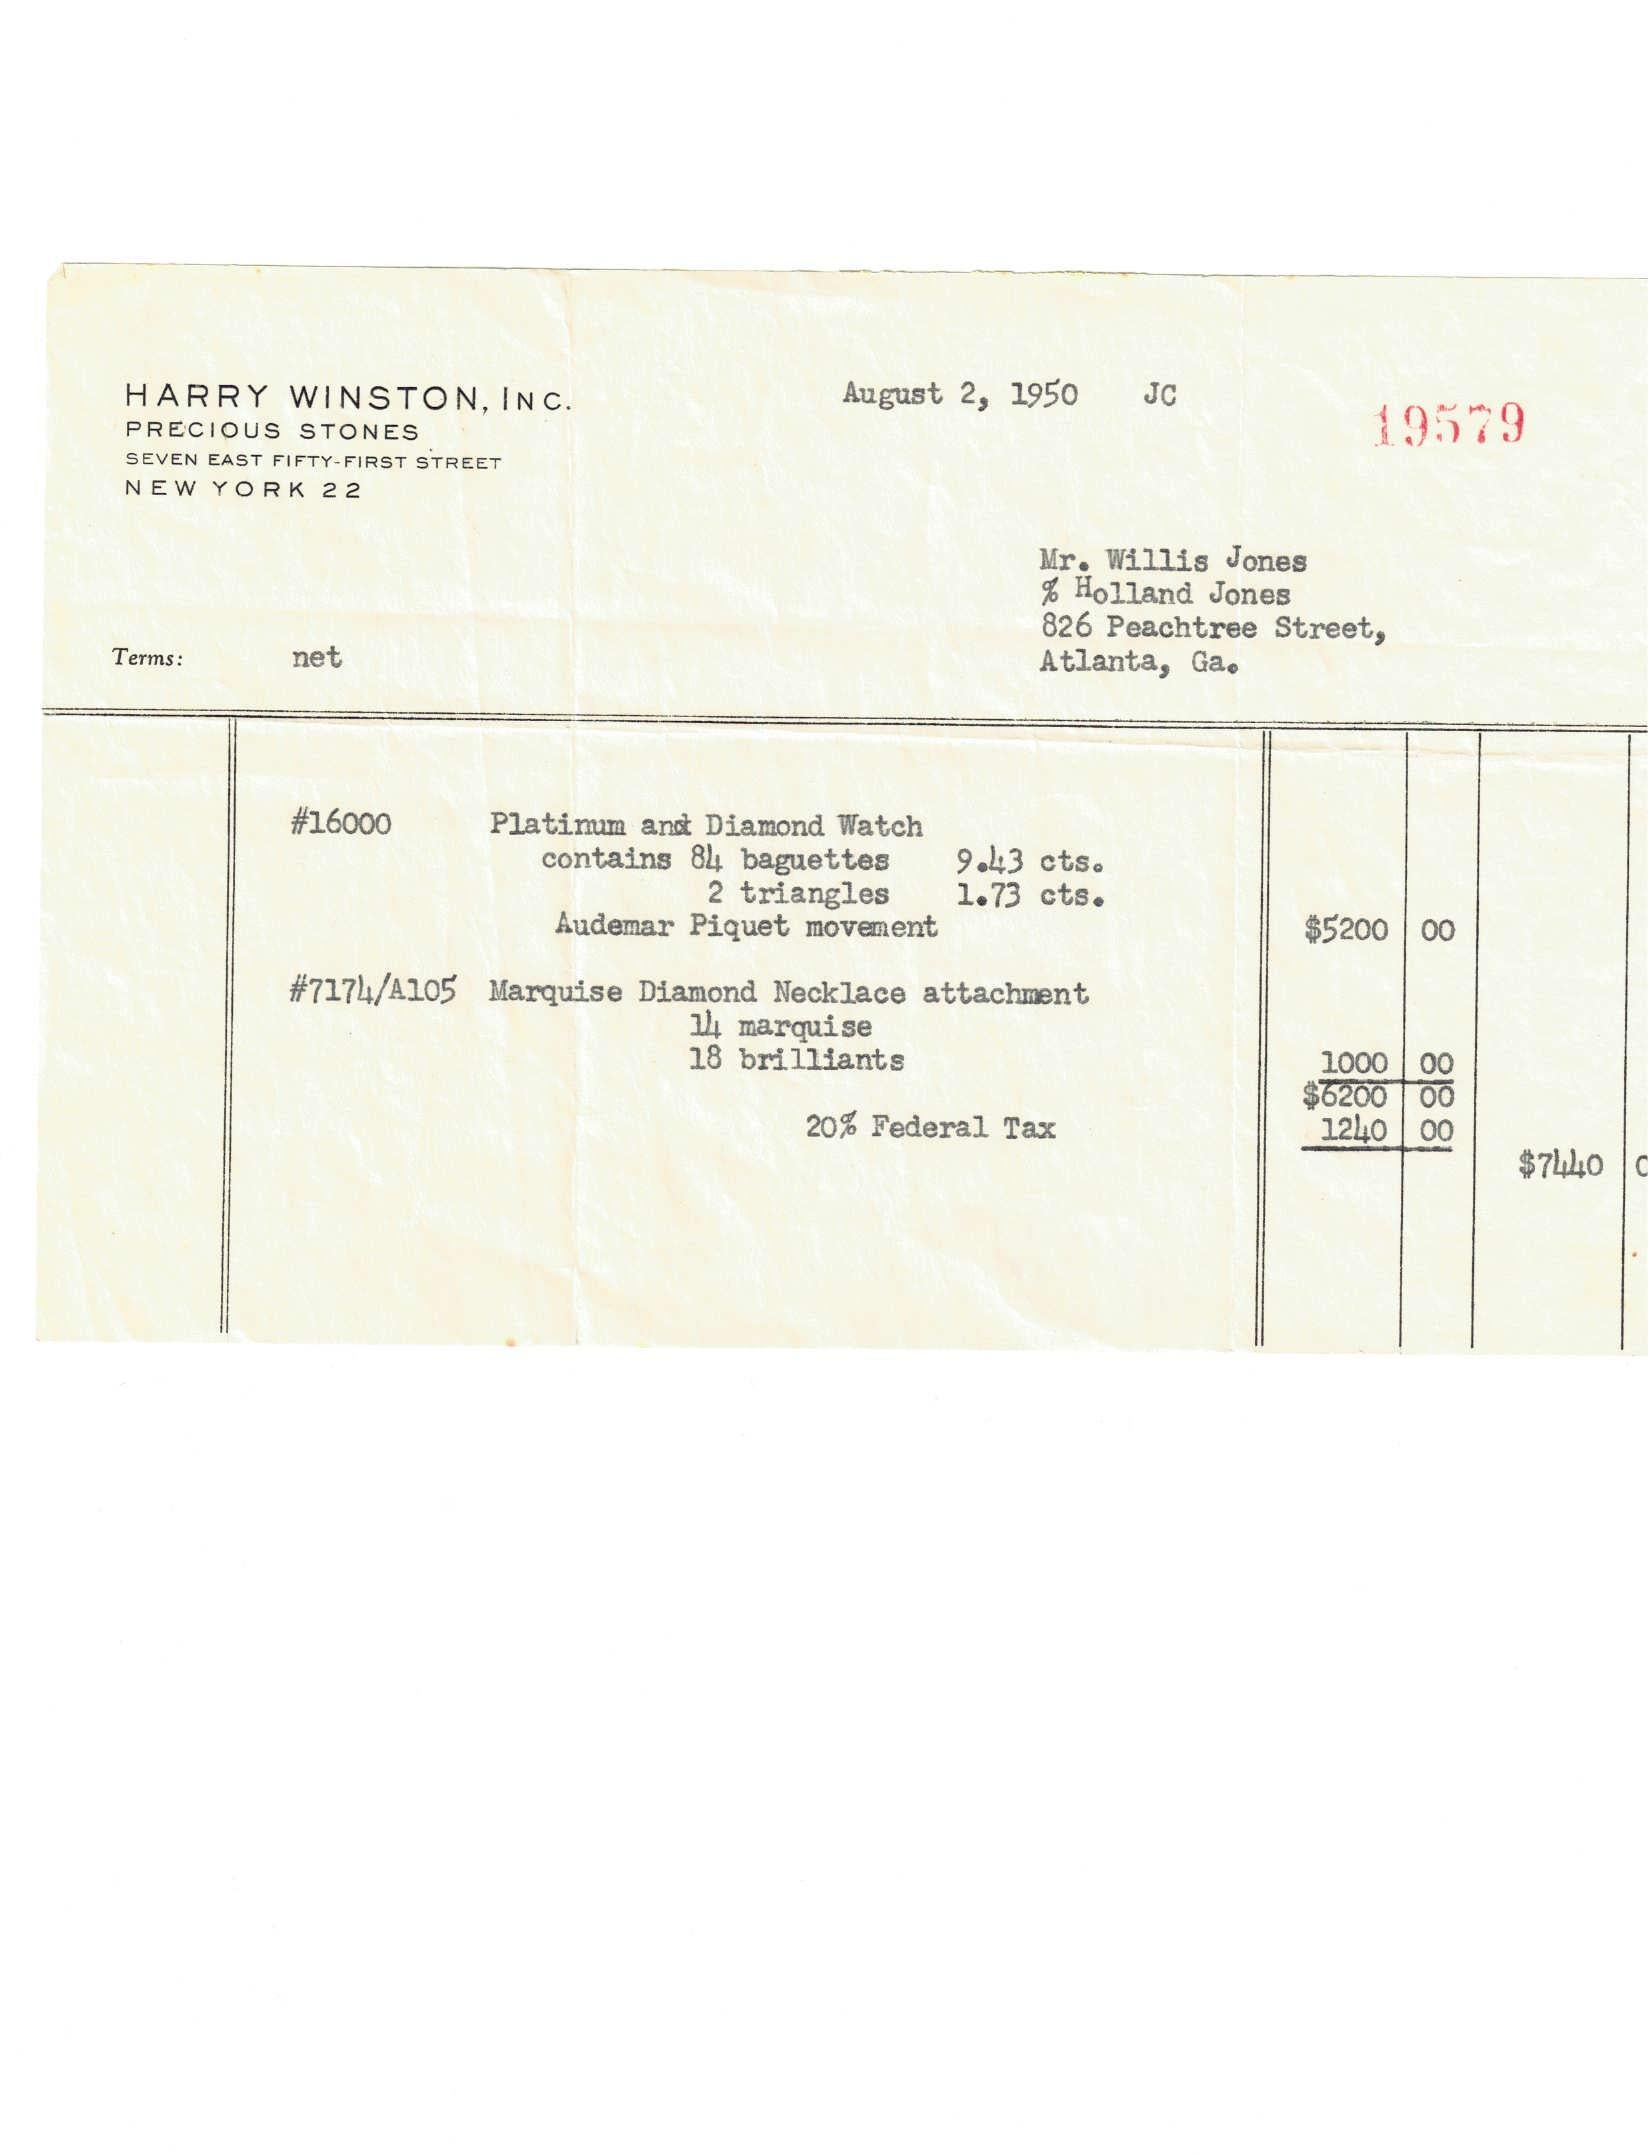 HARRY WINSTON, INC.
PRECIOUS STONES
SEVEN EAST FIFTY-FIRST STREET
NEW YORK 22
August 2, 1950 JC
19579
Mr. Willis Jones
% Holland Jones
826 Peachtree Street,
Atlanta, Ga.
Terms: net
#16000 Platinum and Diamond Watch
contains 84 baguettes 9.43 cts.
2 triangles 1.73 cts.
Audemar Piquet movement $5200 00
#7174/A105 Marquise Diamond Necklace attachment
14 marquise
18 brilliants 1000 00
$6200 00
20% Federal Tax 1240 00
$7440